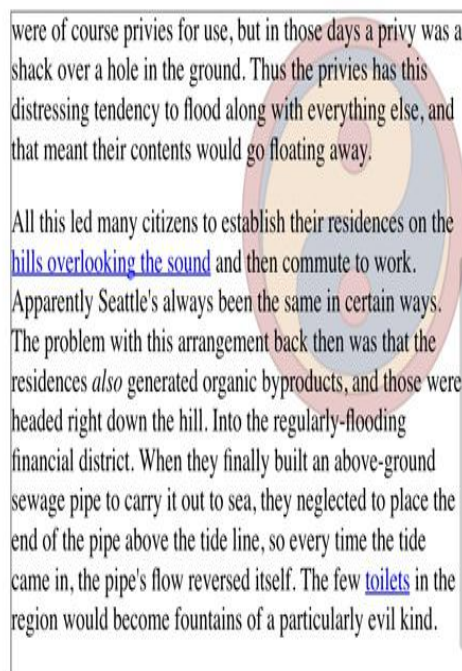 were of course privies for use, but in those days a privy was a
shack over a hole in the ground. Thus the privies has this
distressing tendency to flood along with everything else, and
that meant their contents would go floating away.
All this led many citizens to establish their residences on the
hills overlooking the sound and then commute to work.
Apparently Seattle's always been the same in certain ways.
The problem with this arrangement back then was that the
residences also generated organic byproducts, and those were
headed right down the hill. Into the regularly-flooding
financial district. When they finally built an above-ground
sewage pipe to carry it out to sea, they neglected to place the
end of the pipe above the tide line, so every time the tide
came in, the pipe's flow reversed itself. The few toilets in the
region would become fountains of a particularly evil kind.